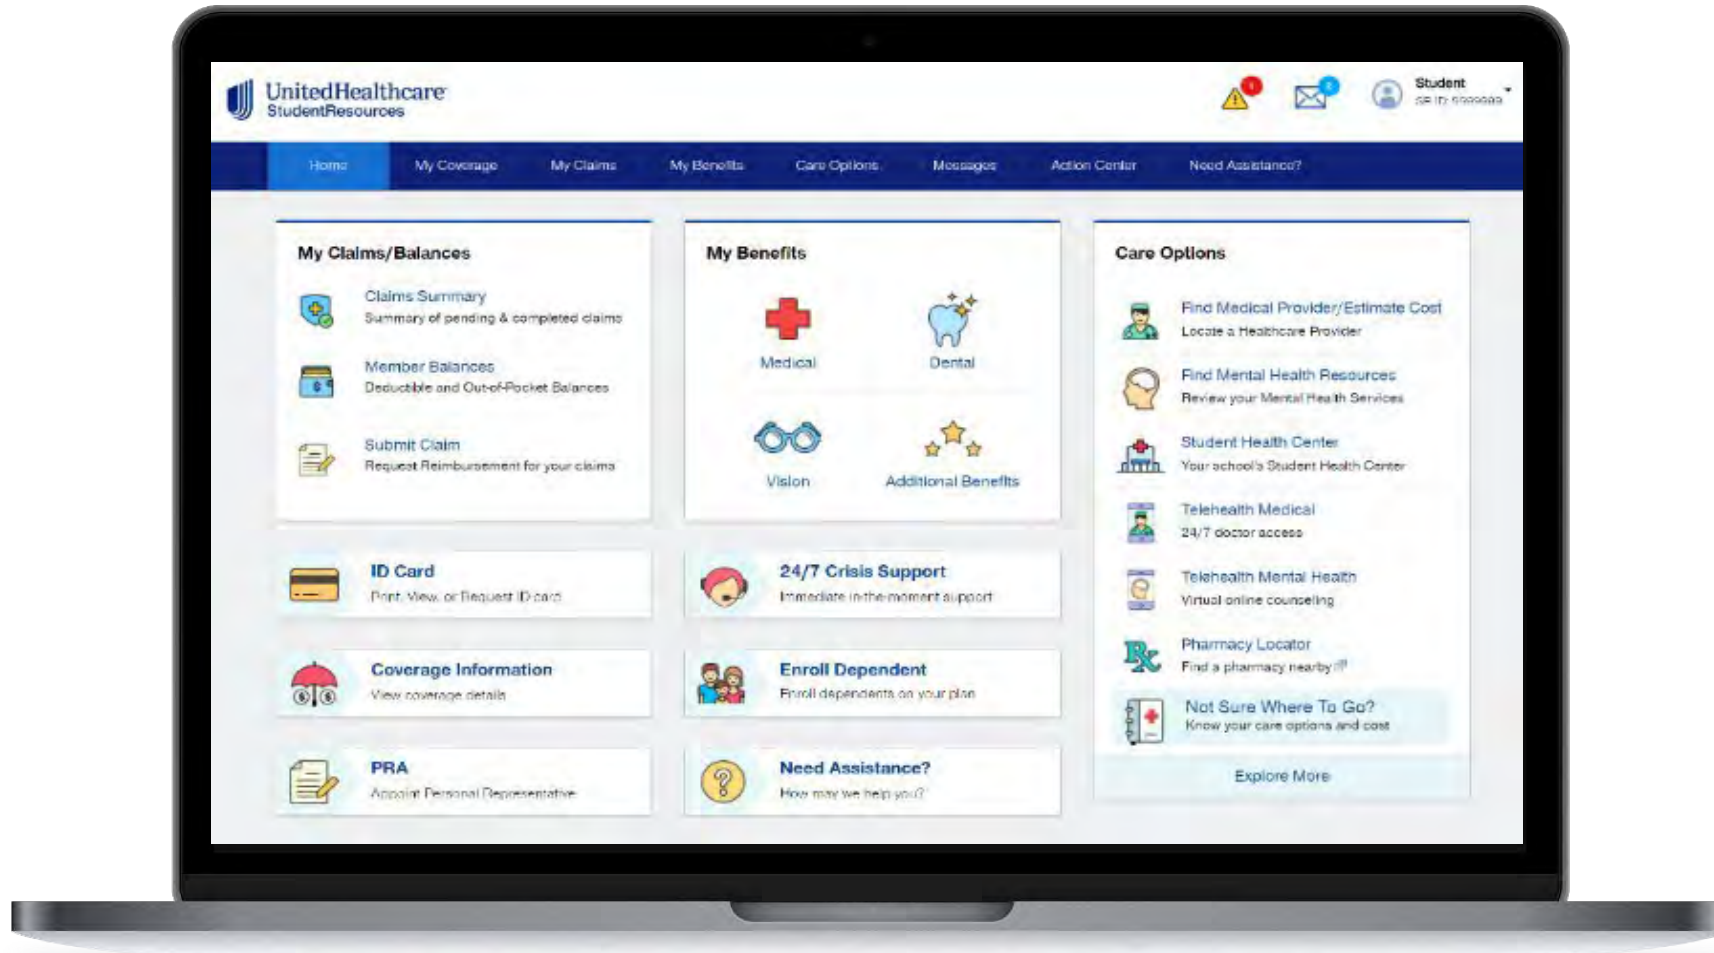 UnitedHealthcare
StudentResources
Student
SR ID:
Home My Coverage My Claims My Benefits Care Options Messages Action Center Need Assistance?
My Claims/Balances
Claims Summary
Summary of pending & completed claims
Member Balances
Deductible and Out-of-Pocket Balances
Submit Claim
Request Reimbursement for your claims
My Benefits
Medical
Dental
Vision
Additional Benefits
Care Options
Find Medical Provider/Estimate Cost
Locate a Healthcare Provider
Find Mental Health Resources
Review your Mental Health Services
Student Health Center
Your school's Student Health Center
Telehealth Medical
24/7 doctor access
Telehealth Mental Health
Virtual online counseling
Pharmacy Locator
Find a pharmacy nearby
Not Sure Where To Go?
Know your care options and cost
Explore More
ID Card
Print, View, or Request ID card
24/7 Crisis Support
Immediate in-the-moment support
Coverage Information
View coverage details
Enroll Dependent
Enroll dependents on your plan
PRA
Appoint Personal Representative
Need Assistance?
How may we help you?